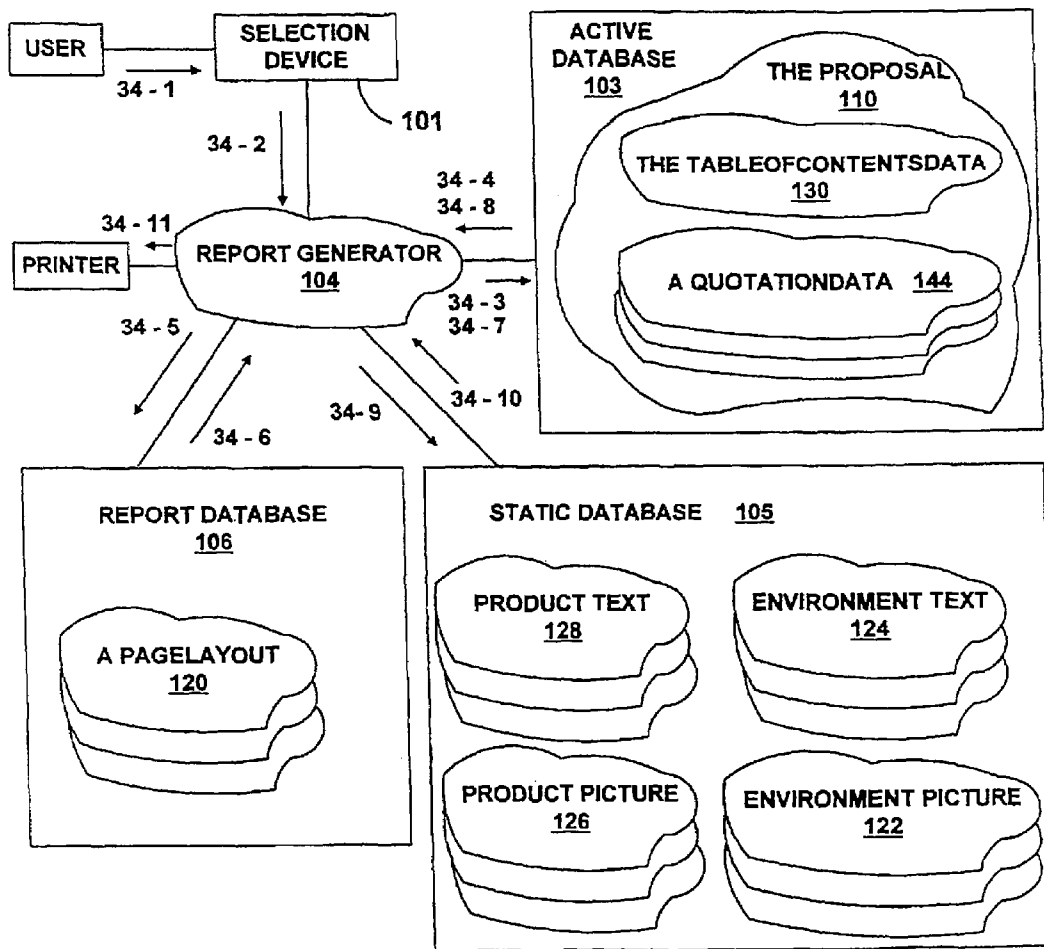 USER
SELECTION
DEVICE
34 - 1
101
34 - 2
ACTIVE
DATABASE
103
THE PROPOSAL
110
THE TABLEOFCONTENTSDATA
130
A QUOTATIONDATA 144
34 - 4
34 - 8
34 - 11
PRINTER
REPORT GENERATOR
104
34 - 3
34 - 7
34 - 5
34 - 6
34 - 9
34 - 10
REPORT DATABASE
106
A PAGELAYOUT
120
STATIC DATABASE 105
PRODUCT TEXT
128
ENVIRONMENT TEXT
124
PRODUCT PICTURE
126
ENVIRONMENT PICTURE
122